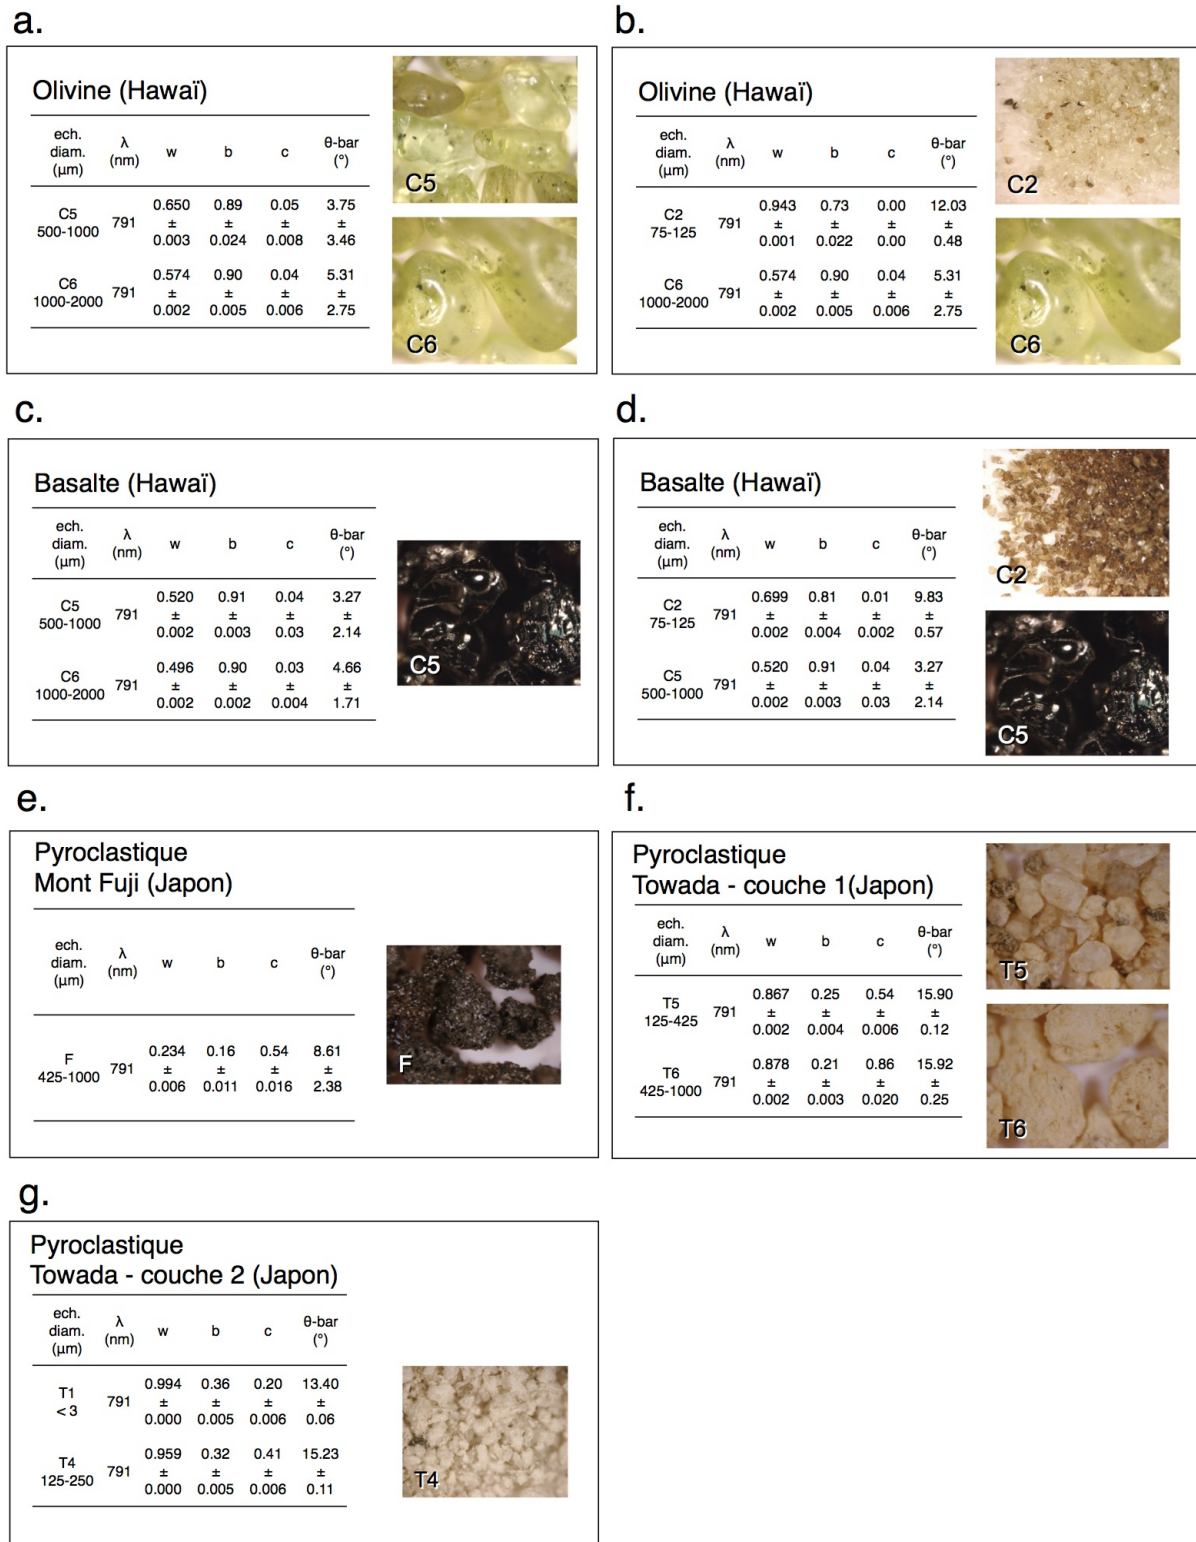 a.
Olivine (Hawaï)
ech. diam. (µm) λ (nm) w b c θ-bar (°)
C5 500-1000 791 0.650 ± 0.003 0.89 ± 0.024 0.05 ± 0.008 3.75 ± 3.46
C6 1000-2000 791 0.574 ± 0.002 0.90 ± 0.005 0.04 ± 0.006 5.31 ± 2.75
C5
C6
b.
Olivine (Hawaï)
ech. diam. (µm) λ (nm) w b c θ-bar (°)
C2 75-125 791 0.943 ± 0.001 0.73 ± 0.022 0.00 ± 0.00 12.03 ± 0.48
C6 1000-2000 791 0.574 ± 0.002 0.90 ± 0.005 0.04 ± 0.006 5.31 ± 2.75
C2
C6
c.
Basalte (Hawaï)
ech. diam. (µm) λ (nm) w b c θ-bar (°)
C5 500-1000 791 0.520 ± 0.002 0.91 ± 0.003 0.04 ± 0.03 3.27 ± 2.14
C6 1000-2000 791 0.496 ± 0.002 0.90 ± 0.002 0.03 ± 0.004 4.66 ± 1.71
C5
d.
Basalte (Hawaï)
ech. diam. (µm) λ (nm) w b c θ-bar (°)
C2 75-125 791 0.699 ± 0.002 0.81 ± 0.004 0.01 ± 0.002 9.83 ± 0.57
C5 500-1000 791 0.520 ± 0.002 0.91 ± 0.003 0.04 ± 0.03 3.27 ± 2.14
C2
C5
e.
Pyroclastique
Mont Fuji (Japon)
ech. diam. (µm) λ (nm) w b c θ-bar (°)
F 425-1000 791 0.234 ± 0.006 0.16 ± 0.011 0.54 ± 0.016 8.61 ± 2.38
F
f.
Pyroclastique
Towada - couche 1(Japon)
ech. diam. (µm) λ (nm) w b c θ-bar (°)
T5 125-425 791 0.867 ± 0.002 0.25 ± 0.004 0.54 ± 0.006 15.90 ± 0.12
T6 425-1000 791 0.878 ± 0.002 0.21 ± 0.003 0.86 ± 0.020 15.92 ± 0.25
T5
T6
g.
Pyroclastique
Towada - couche 2 (Japon)
ech. diam. (µm) λ (nm) w b c θ-bar (°)
T1 < 3 791 0.994 ± 0.000 0.36 ± 0.005 0.20 ± 0.006 13.40 ± 0.06
T4 125-250 791 0.959 ± 0.000 0.32 ± 0.005 0.41 ± 0.006 15.23 ± 0.11
T4